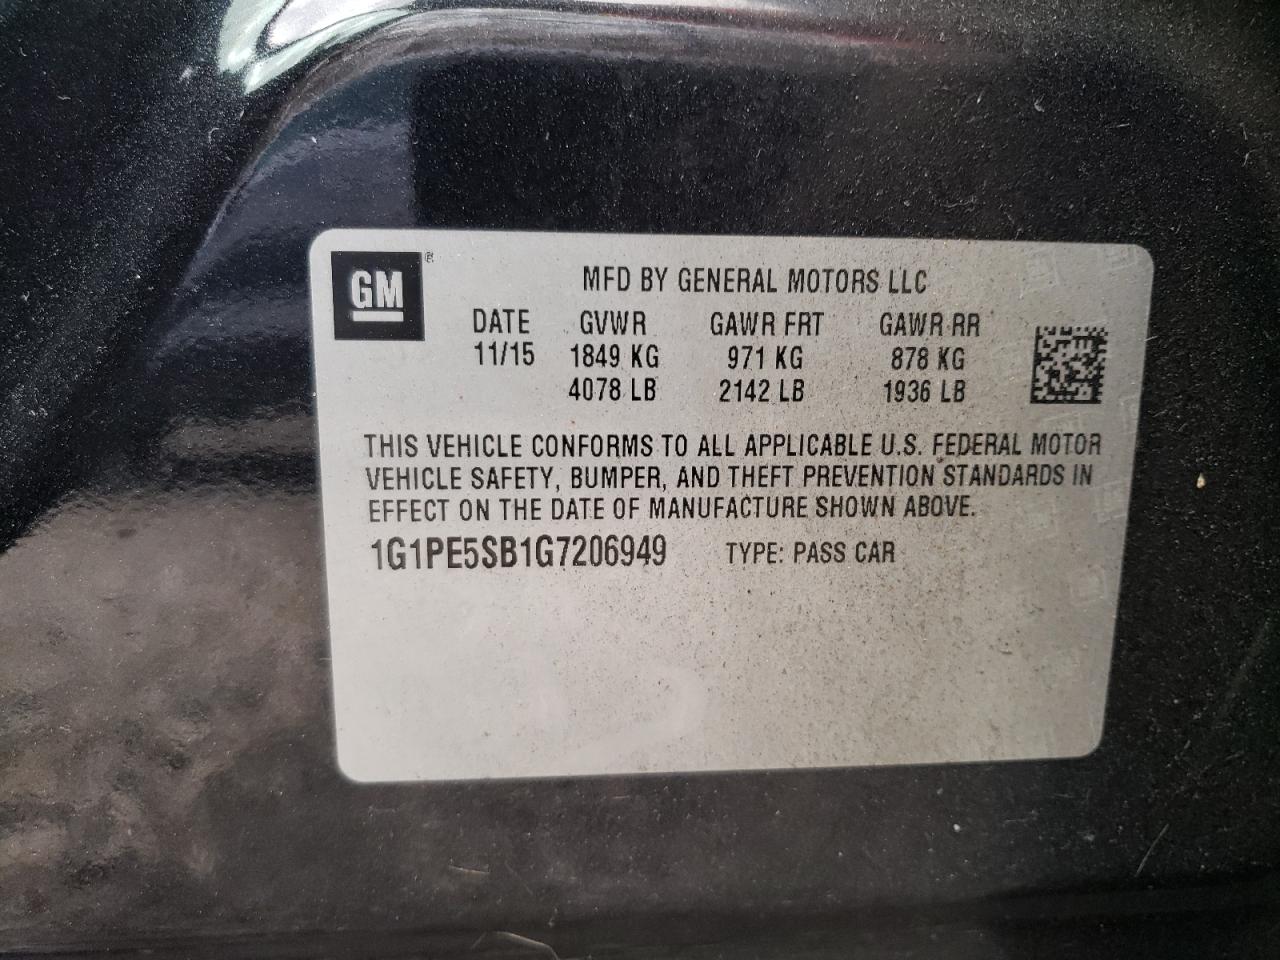 GM ®
MFD BY GENERAL MOTORS LLC
DATE GVWR GAWR FRT GAWR RR
11/15 1849 KG 971 KG 878 KG
4078 LB 2142 LB 1936 LB
THIS VEHICLE CONFORMS TO ALL APPLICABLE U.S. FEDERAL MOTOR
VEHICLE SAFETY, BUMPER, AND THEFT PREVENTION STANDARDS IN
EFFECT ON THE DATE OF MANUFACTURE SHOWN ABOVE.
1G1PE5SB1G7206949 TYPE: PASS CAR